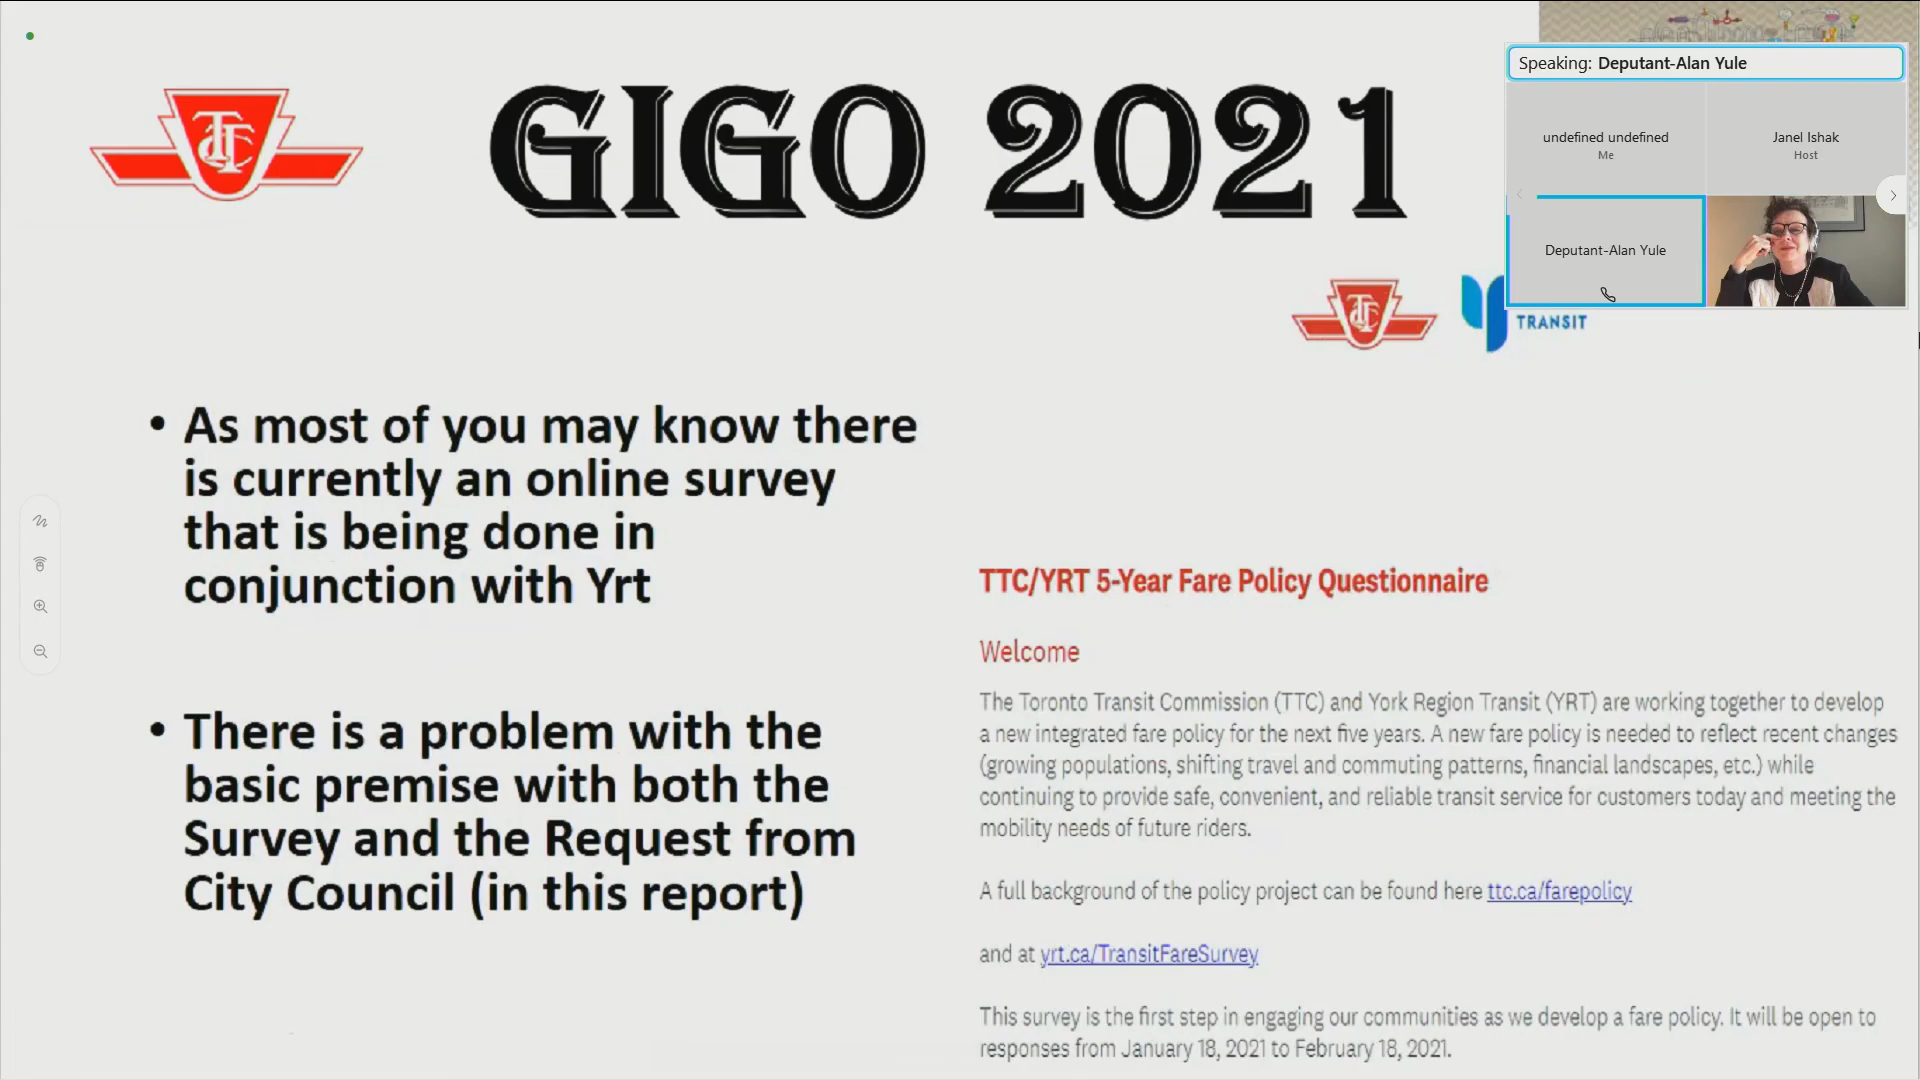 GIGO 2021
Speaking: Deputant-Alan Yule
undefined undefined
Me
Janel Ishak
Host
Deputant-Alan Yule
TTC
TTC
TRANSIT
• As most of you may know there
is currently an online survey
that is being done in
conjunction with Yrt
• There is a problem with the
basic premise with both the
Survey and the Request from
City Council (in this report)
TTC/YRT 5-Year Fare Policy Questionnaire
Welcome
The Toronto Transit Commission (TTC) and York Region Transit (YRT) are working together to develop
a new integrated fare policy for the next five years. A new fare policy is needed to reflect recent changes
(growing populations, shifting travel and commuting patterns, financial landscapes, etc.) while
continuing to provide safe, convenient, and reliable transit service for customers today and meeting the
mobility needs of future riders.
A full background of the policy project can be found here ttc.ca/farepolicy
and at yrt.ca/TransitFareSurvey
This survey is the first step in engaging our communities as we develop a fare policy. It will be open to
responses from January 18, 2021 to February 18, 2021.